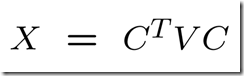 X = C^T V C